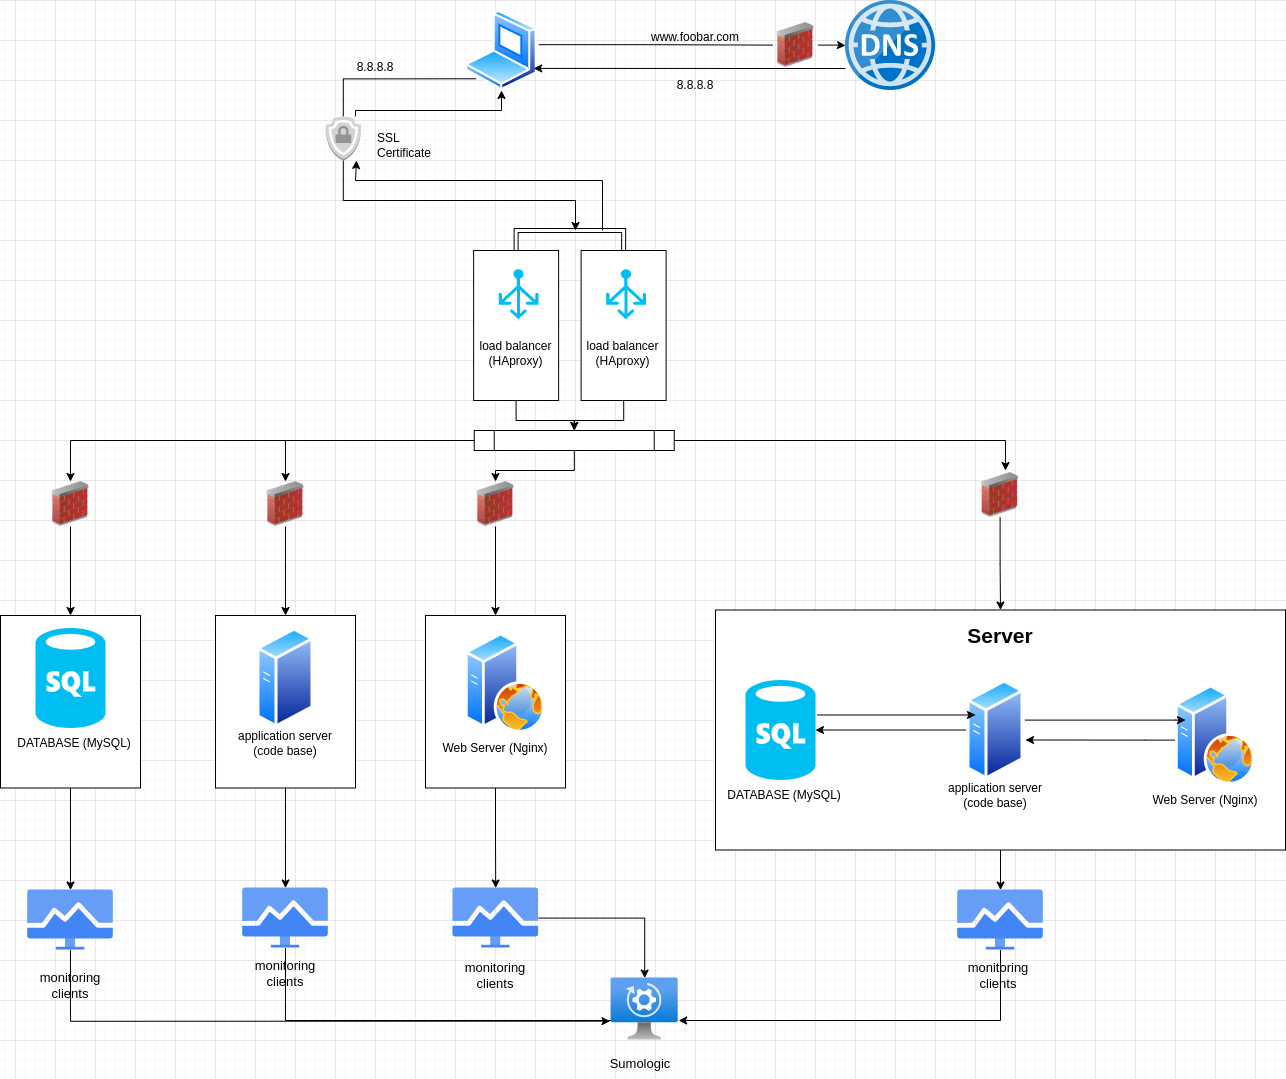 www.foobar.com
DNS
8.8.8.8
8.8.8.8
SSL
Certificate
load balancer
(HAproxy)
load balancer
(HAproxy)
Server
SQL
DATABASE (MySQL)
application server
(code base)
Web Server (Nginx)
SQL
DATABASE (MySQL)
application server
(code base)
Web Server (Nginx)
monitoring
clients
monitoring
clients
monitoring
clients
monitoring
clients
Sumologic